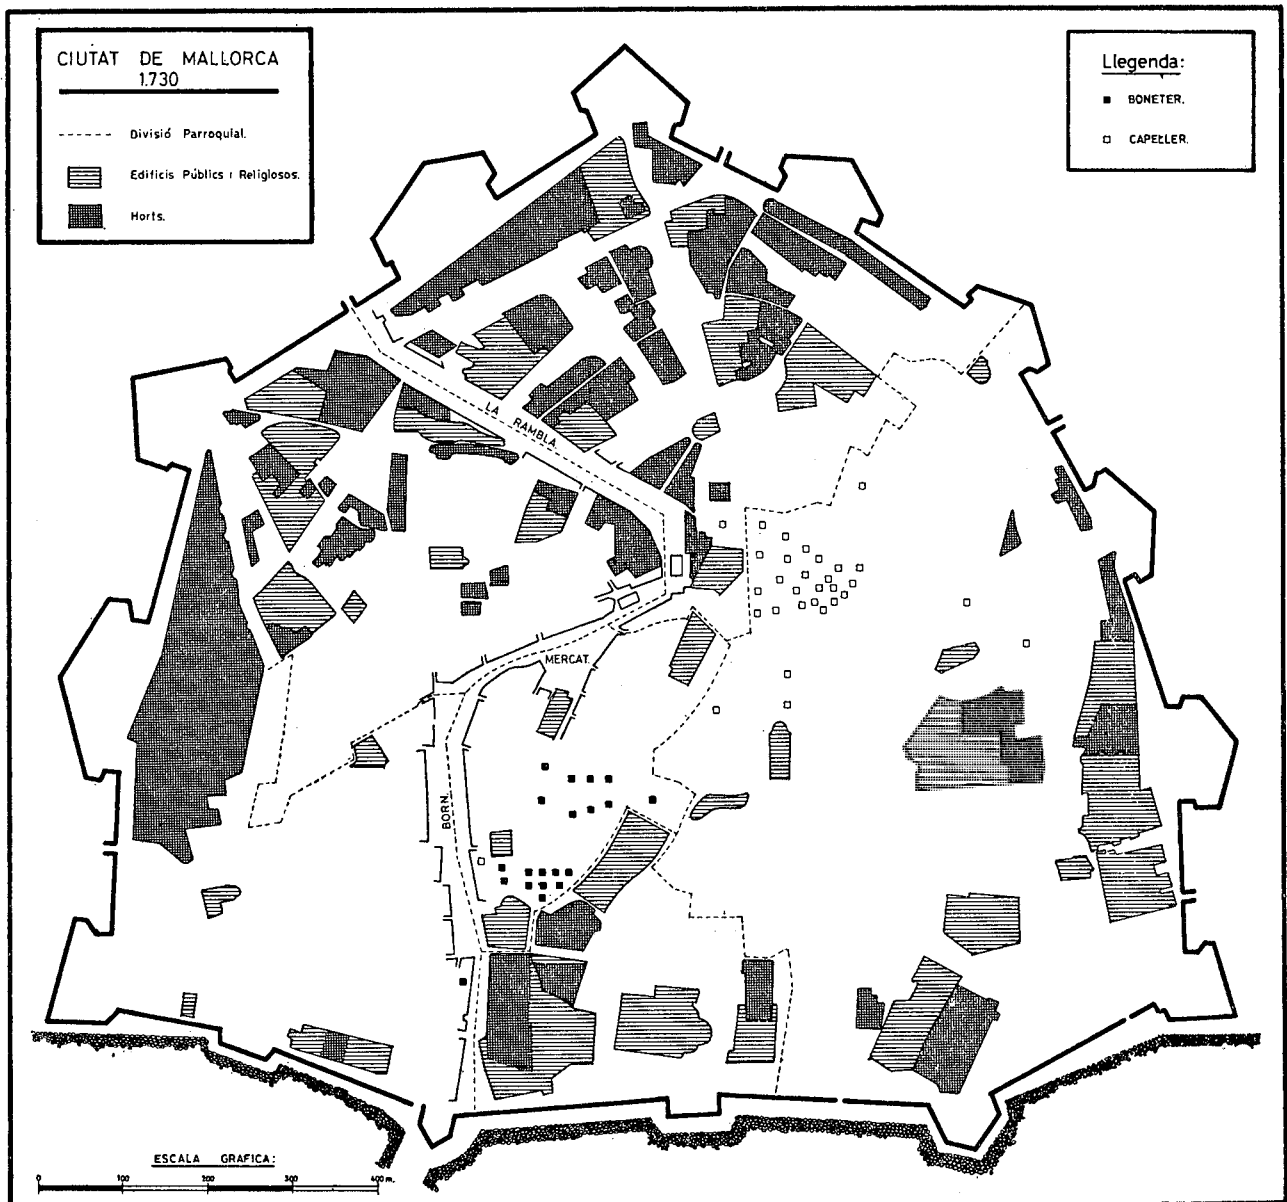 CIUTAT DE MALLORCA
1.730
Divisió Parroquial.
Edificis Públics i Religiosos.
Horts.
Llegenda:
BONETER.
CAPELLER.
LA RAMBLA.
MERCAT.
BORN.
ESCALA GRAFICA:
0 100 200 300 400 m.